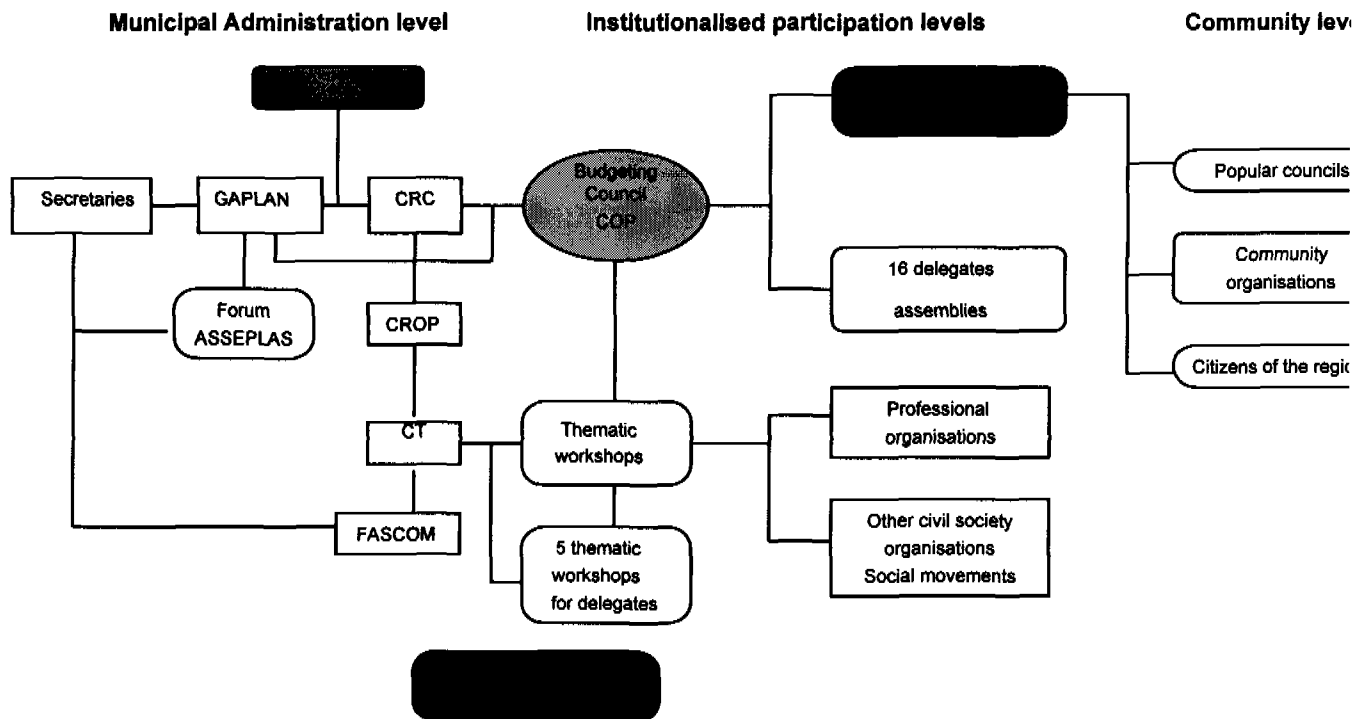 Municipal Administration level
Institutionalised participation levels
Community leve
Secretaries
GAPLAN
CRC
Budgeting
Council
COP
Popular councils
Forum
ASSEPLAS
CROP
16 delegates
assemblies
Community
organisations
Citizens of the regio
CT
Thematic
workshops
Professional
organisations
FASCOM
5 thematic
workshops
for delegates
Other civil society
organisations
Social movements